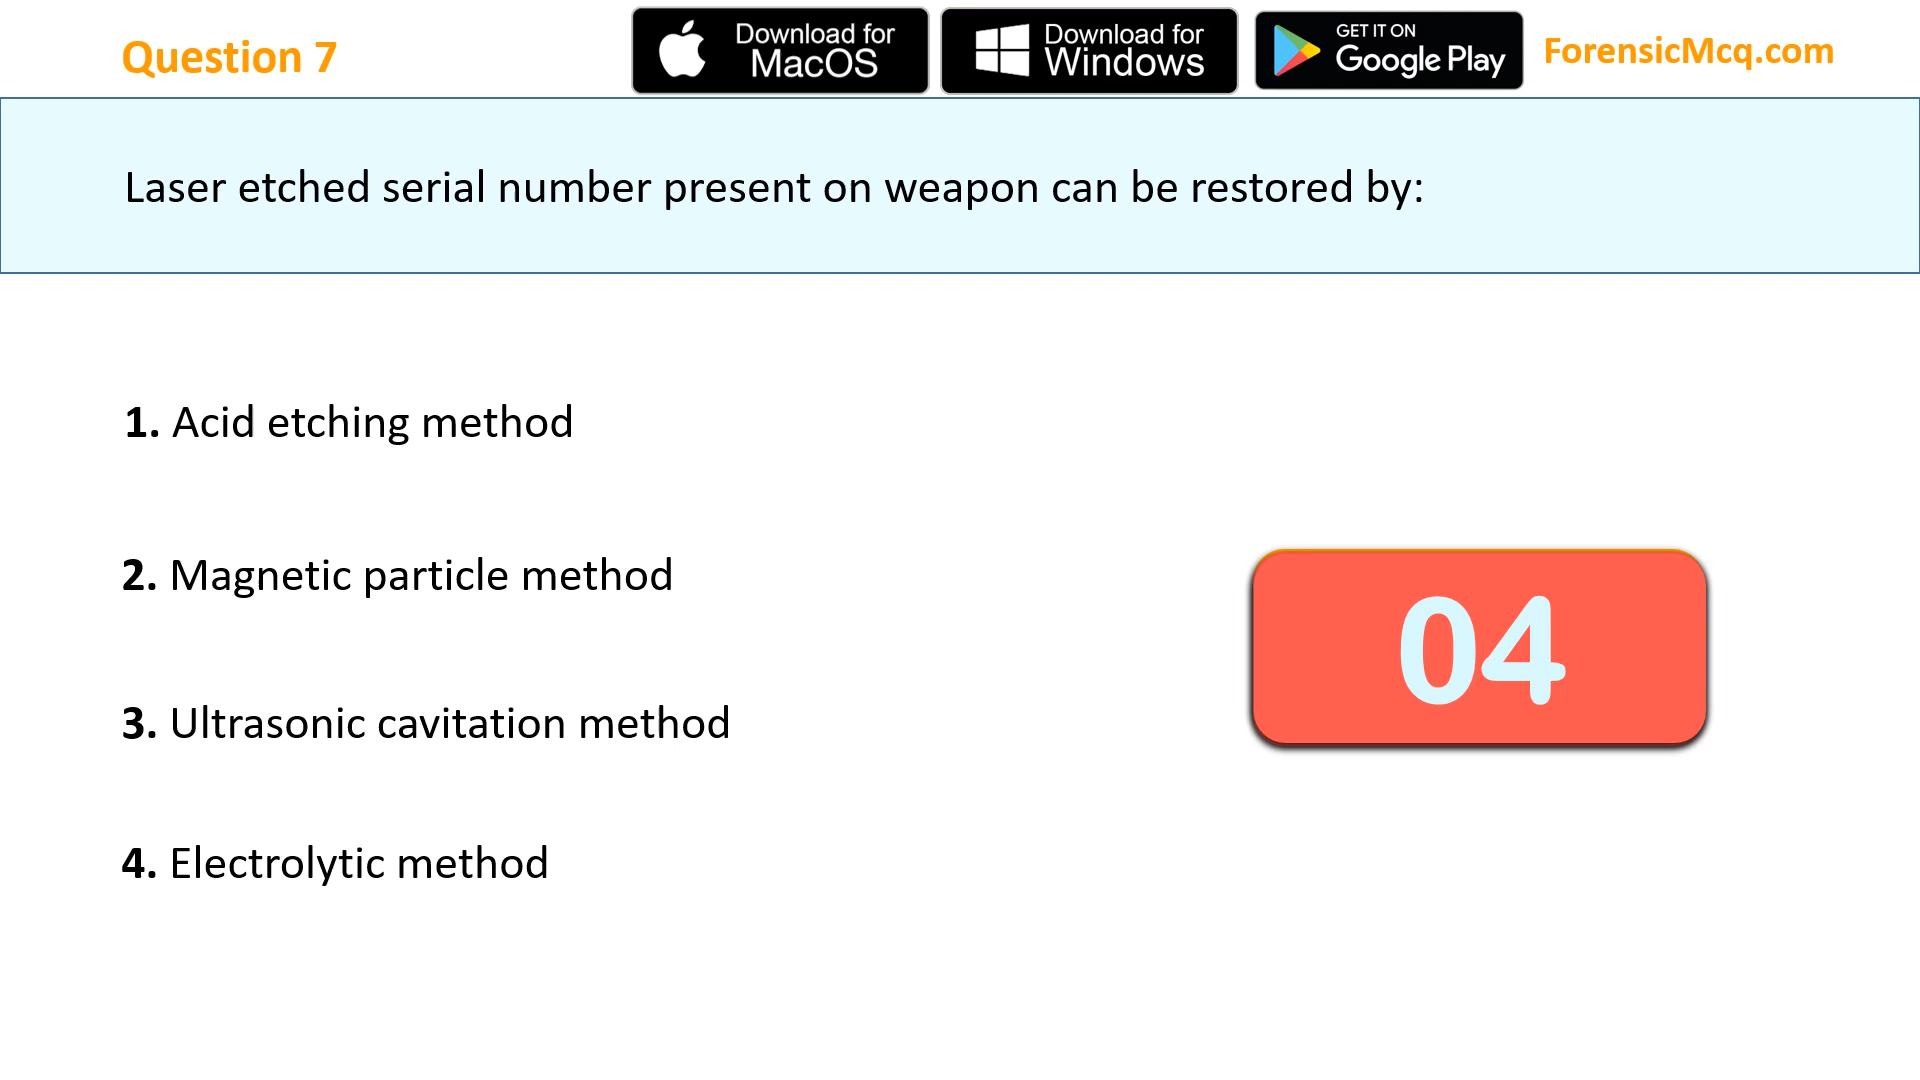 Question 7
Download for
MacOS
Download for
Windows
GET IT ON
Google Play
ForensicMcq.com
Laser etched serial number present on weapon can be restored by:
1. Acid etching method
2. Magnetic particle method
3. Ultrasonic cavitation method
4. Electrolytic method
04